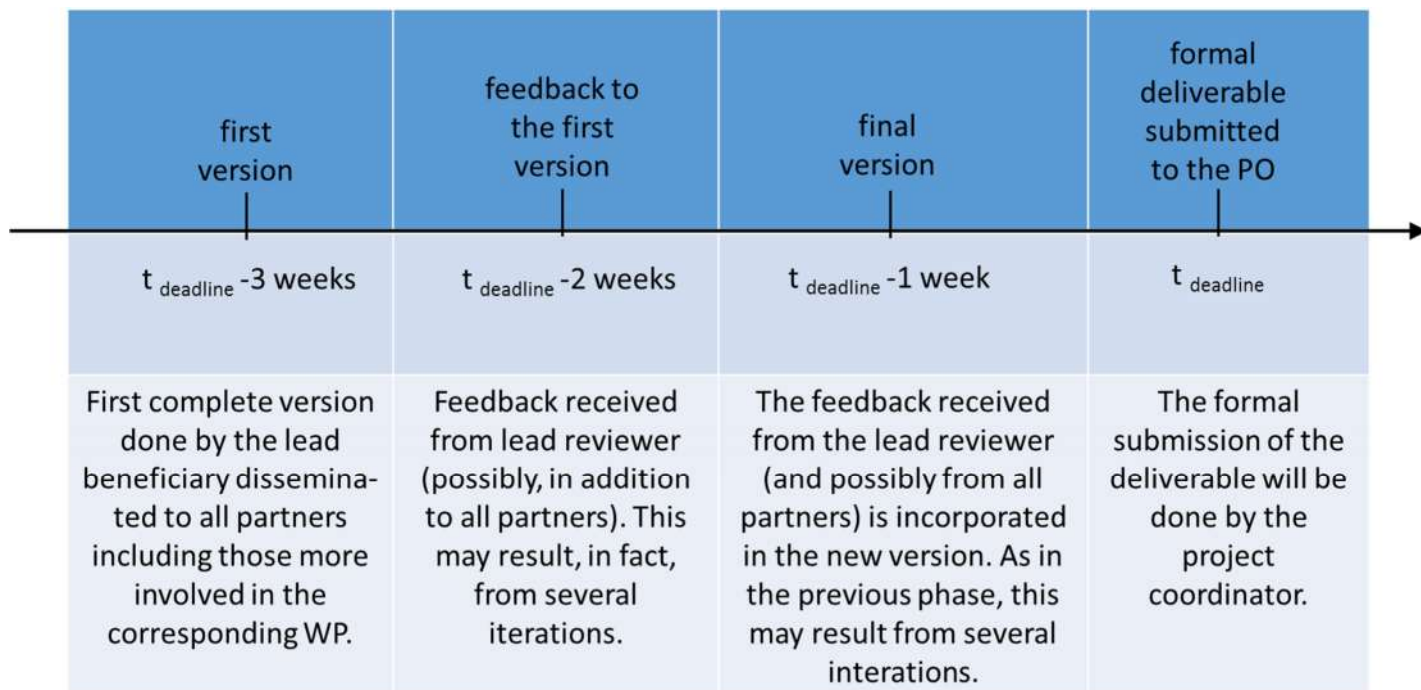 first
version
feedback to
the first
version
final
version
formal
deliverable
submitted
to the PO
t deadline -3 weeks
t deadline -2 weeks
t deadline -1 week
t deadline
First complete version
done by the lead
beneficiary dissemina-
ted to all partners
including those more
involved in the
corresponding WP.
Feedback received
from lead reviewer
(possibly, in addition
to all partners). This
may result, in fact,
from several
iterations.
The feedback received
from the lead reviewer
(and possibly from all
partners) is incorporated
in the new version. As in
the previous phase, this
may result from several
interations.
The formal
submission of the
deliverable will be
done by the
project
coordinator.